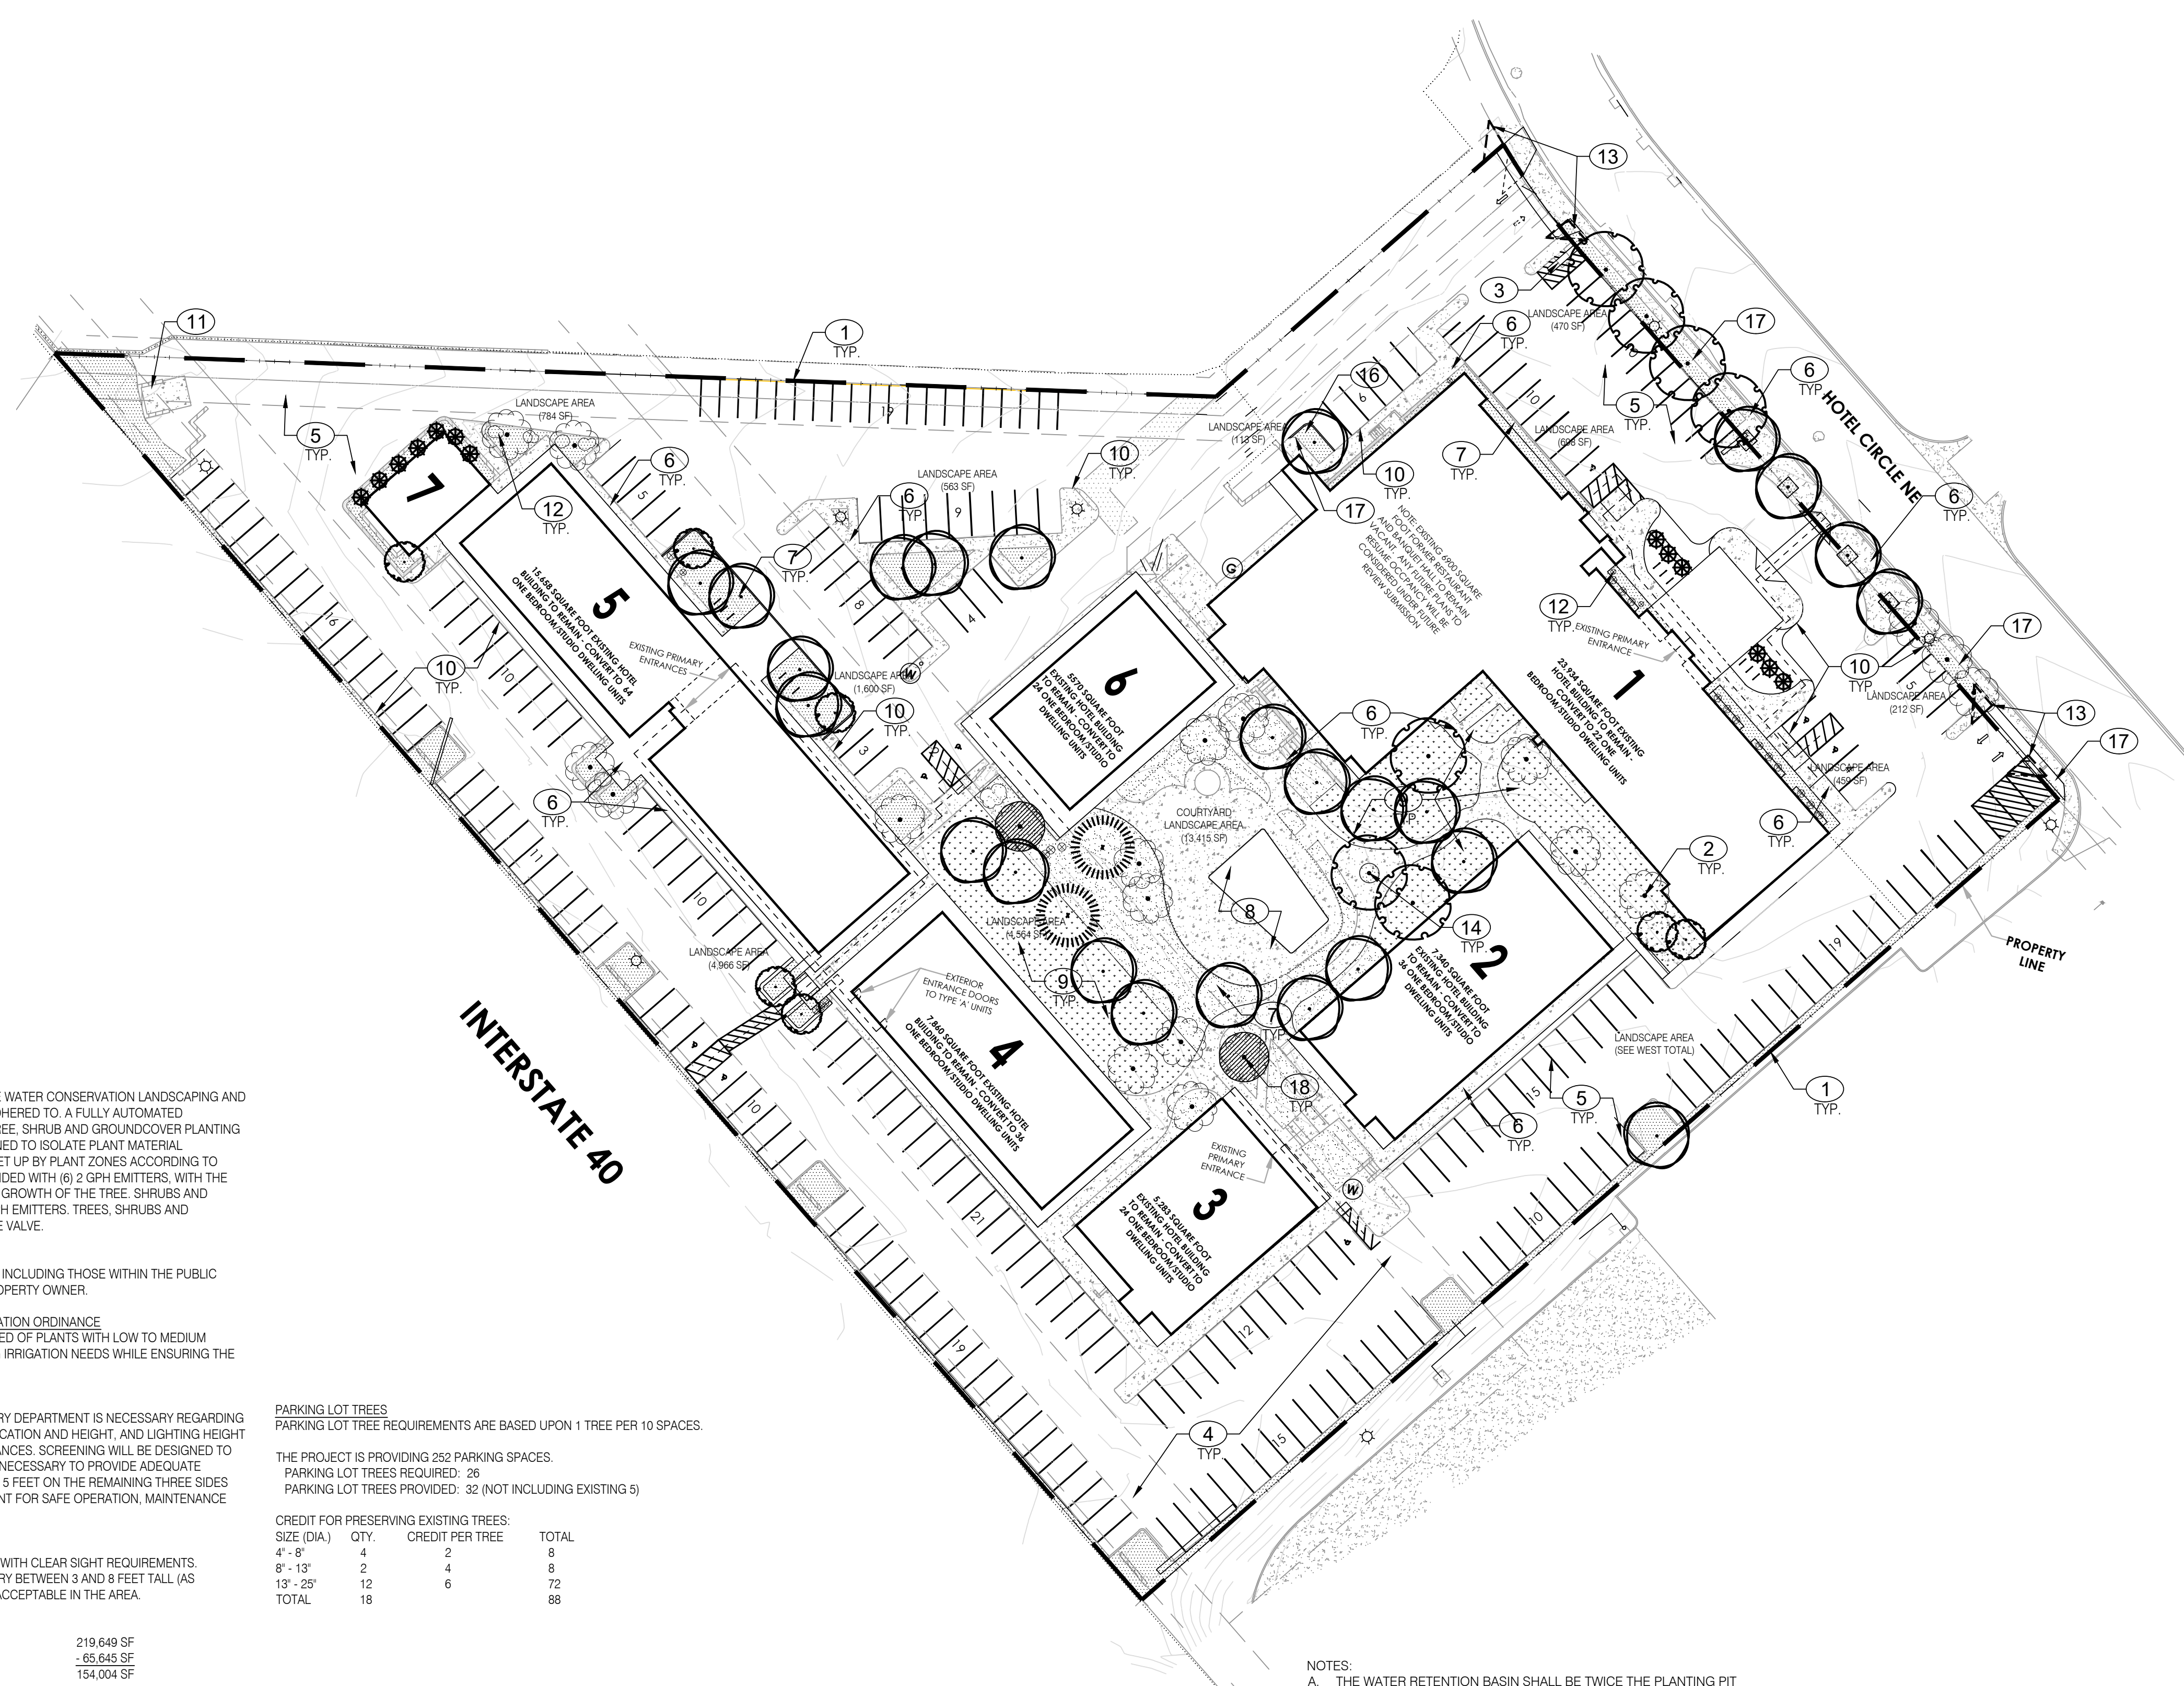 13
3
LANDSCAPE AREA
(470 SF)
17
6
TYP.
11
1
TYP.
6
TYP.
16
6
10
5
TYP.
HOTEL CIRCLE NE
LANDSCAPE AREA
(784 SF)
19
5
TYP.
LANDSCAPE AREA
(113 SF)
7
TYP.
10
TYP.
6
TYP.
5
7
12
TYP.
LANDSCAPE AREA
(563 SF)
6
TYP.
9
10
TYP.
17
NOTE: EXISTING 6900 SQUARE
FOOT FORMER RESTAURANT
AND BANQUET HALL TO REMAIN
VACANT. ANY FUTURE PLANS TO
RESUME OCCPANCY WILL BE
CONSIDERED UNDER FUTURE
REVIEW SUBMISSION
6
TYP.
7
TYP.
8
4
G
12
TYP.
EXISTING PRIMARY
ENTRANCE
17
16
10
TYP.
10
5
15,658 SQUARE FOOT EXISTING HOTEL
BUILDING TO REMAIN - CONVERT TO 64
ONE BEDROOM/STUDIO DWELLING UNITS
EXISTING PRIMARY
ENTRANCES
LANDSCAPE AREA
(1,600 SF)
W
10
TYP.
3
6
5570 SQUARE FOOT
EXISTING HOTEL BUILDING
TO REMAIN - CONVERT TO
24 ONE BEDROOM/STUDIO
DWELLING UNITS
1
23,934 SQUARE FOOT EXISTING
HOTEL BUILDING TO REMAIN -
CONVERT TO 22 ONE
BEDROOM/STUDIO DWELLING UNITS
10
TYP.
5
LANDSCAPE AREA
(212 SF)
13
17
6
TYP.
LANDSCAPE AREA
(459 SF)
6
TYP.
6
TYP.
11
10
COURTYARD
LANDSCAPE AREA
(13,415 SF)
2
TYP.
8
14
TYP.
9
TYP.
19
PROPERTY
LINE
LANDSCAPE AREA
(4,966 SF)
EXTERIOR
ENTRANCE DOORS
TO TYPE 'A' UNITS
2
7,340 SQUARE FOOT
EXISTING HOTEL BUILDING
TO REMAIN - CONVERT TO
36 ONE BEDROOM/STUDIO
DWELLING UNITS
7
TYP.
INTERSTATE 40
4
7,860 SQUARE FOOT EXISTING HOTEL
BUILDING TO REMAIN - CONVERT TO 36
ONE BEDROOM/STUDIO DWELLING UNITS
18
TYP.
LANDSCAPE AREA
(SEE WEST TOTAL)
15
5
TYP.
1
TYP.
6
TYP.
10
21
EXISTING
PRIMARY
ENTRANCE
W
3
5,283 SQUARE FOOT
EXISTING HOTEL BUILDING
TO REMAIN - CONVERT TO
24 ONE BEDROOM/STUDIO
DWELLING UNITS
10
12
19
15
4
TYP.
E WATER CONSERVATION LANDSCAPING AND
HERED TO. A FULLY AUTOMATED
REE, SHRUB AND GROUNDCOVER PLANTING
NED TO ISOLATE PLANT MATERIAL
ET UP BY PLANT ZONES ACCORDING TO
IDED WITH (6) 2 GPH EMITTERS, WITH THE
GROWTH OF THE TREE. SHRUBS AND
PH EMITTERS. TREES, SHRUBS AND
E VALVE.
INCLUDING THOSE WITHIN THE PUBLIC
OPERTY OWNER.
ATION ORDINANCE
ED OF PLANTS WITH LOW TO MEDIUM
IRRIGATION NEEDS WHILE ENSURING THE
RY DEPARTMENT IS NECESSARY REGARDING
CATION AND HEIGHT, AND LIGHTING HEIGHT
ANCES. SCREENING WILL BE DESIGNED TO
NECESSARY TO PROVIDE ADEQUATE
5 FEET ON THE REMAINING THREE SIDES
NT FOR SAFE OPERATION, MAINTENANCE
WITH CLEAR SIGHT REQUIREMENTS.
RY BETWEEN 3 AND 8 FEET TALL (AS
ACCEPTABLE IN THE AREA.
219,649 SF
- 65,645 SF
154,004 SF
PARKING LOT TREES
PARKING LOT TREE REQUIREMENTS ARE BASED UPON 1 TREE PER 10 SPACES.
THE PROJECT IS PROVIDING 252 PARKING SPACES.
PARKING LOT TREES REQUIRED: 26
PARKING LOT TREES PROVIDED: 32 (NOT INCLUDING EXISTING 5)
CREDIT FOR PRESERVING EXISTING TREES:
SIZE (DIA.) QTY. CREDIT PER TREE TOTAL
4" - 8" 4 2 8
8" - 13" 2 4 8
13" - 25" 12 6 72
TOTAL 18 88
NOTES:
A. THE WATER RETENTION BASIN SHALL BE TWICE THE PLANTING PIT